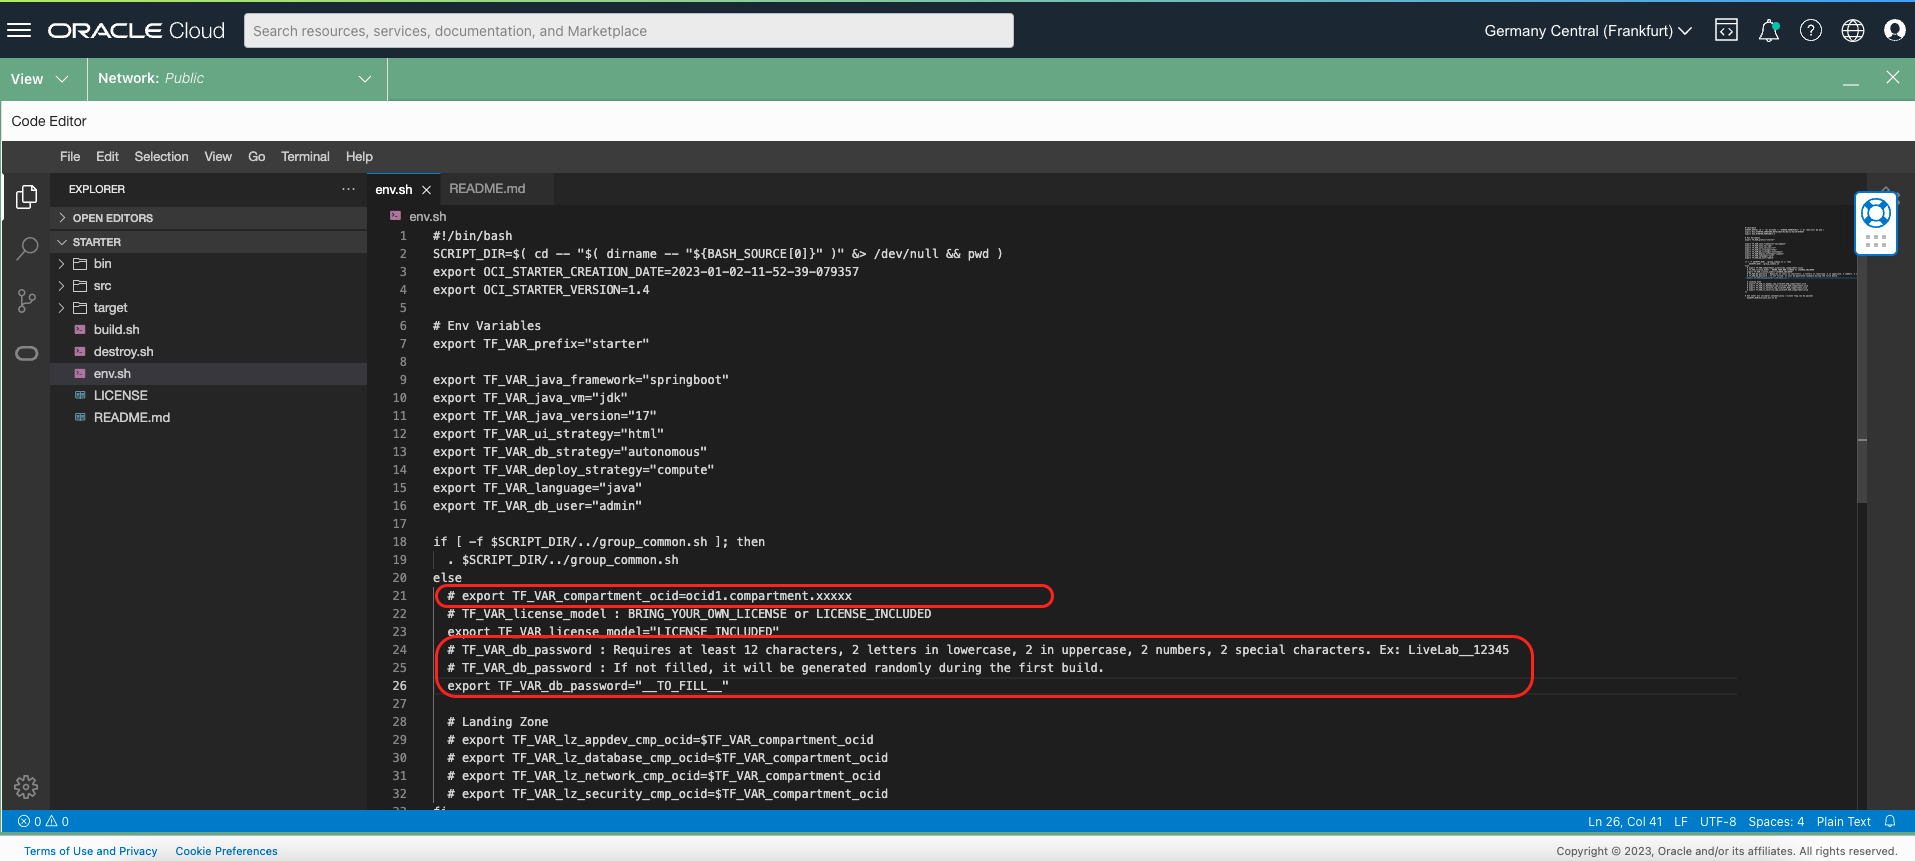 ORACLE Cloud
Search resources, services, documentation, and Marketplace
Germany Central (Frankfurt)
View
Network: Public
Code Editor
File Edit Selection View Go Terminal Help
EXPLORER
OPEN EDITORS
STARTER
bin
src
target
build.sh
destroy.sh
env.sh
LICENSE
README.md
env.sh README.md
env.sh
1 #!/bin/bash
2 SCRIPT_DIR=$( cd -- "$( dirname -- "${BASH_SOURCE[0]}" )" &> /dev/null && pwd )
3 export OCI_STARTER_CREATION_DATE=2023-01-02-11-52-39-079357
4 export OCI_STARTER_VERSION=1.4
5
6 # Env Variables
7 export TF_VAR_prefix="starter"
8
9 export TF_VAR_java_framework="springboot"
10 export TF_VAR_java_vm="jdk"
11 export TF_VAR_java_version="17"
12 export TF_VAR_ui_strategy="html"
13 export TF_VAR_db_strategy="autonomous"
14 export TF_VAR_deploy_strategy="compute"
15 export TF_VAR_language="java"
16 export TF_VAR_db_user="admin"
17
18 if [ -f $SCRIPT_DIR/../group_common.sh ]; then
19 . $SCRIPT_DIR/../group_common.sh
20 else
21 # export TF_VAR_compartment_ocid=ocid1.compartment.xxxxx
22 # TF_VAR_license_model : BRING_YOUR_OWN_LICENSE or LICENSE_INCLUDED
23 export TF_VAR_license_model="LICENSE_INCLUDED"
24 # TF_VAR_db_password : Requires at least 12 characters, 2 letters in lowercase, 2 in uppercase, 2 numbers, 2 special characters. Ex: LiveLab__12345
25 # TF_VAR_db_password : If not filled, it will be generated randomly during the first build.
26 export TF_VAR_db_password="__TO_FILL__"
27
28 # Landing Zone
29 # export TF_VAR_lz_appdev_cmp_ocid=$TF_VAR_compartment_ocid
30 # export TF_VAR_lz_database_cmp_ocid=$TF_VAR_compartment_ocid
31 # export TF_VAR_lz_network_cmp_ocid=$TF_VAR_compartment_ocid
32 # export TF_VAR_lz_security_cmp_ocid=$TF_VAR_compartment_ocid
33 fi
0 0
Ln 26, Col 41 LF UTF-8 Spaces: 4 Plain Text
Terms of Use and Privacy Cookie Preferences
Copyright © 2023, Oracle and/or its affiliates. All rights reserved.